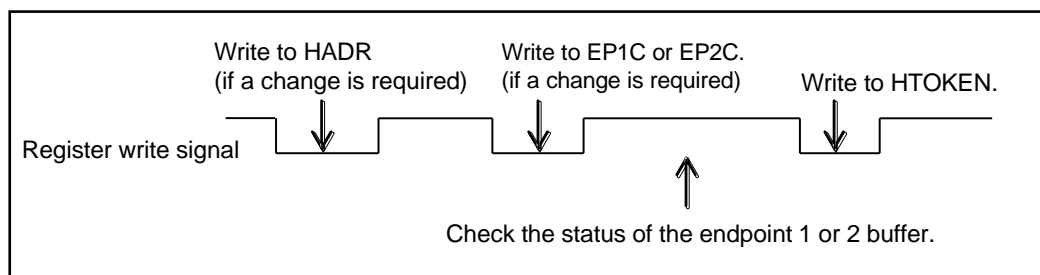 Write to HADR
(if a change is required)
Write to EP1C or EP2C.
(if a change is required)
Write to HTOKEN.
Register write signal
Check the status of the endpoint 1 or 2 buffer.